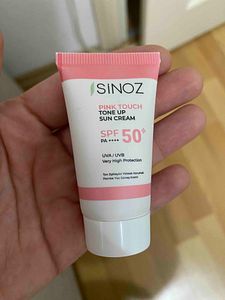 SiNOZ
PINK TOUCH
TONE UP
SUN CREAM
SPF 50+
PA ++++
UVA / UVB
Very High Protection